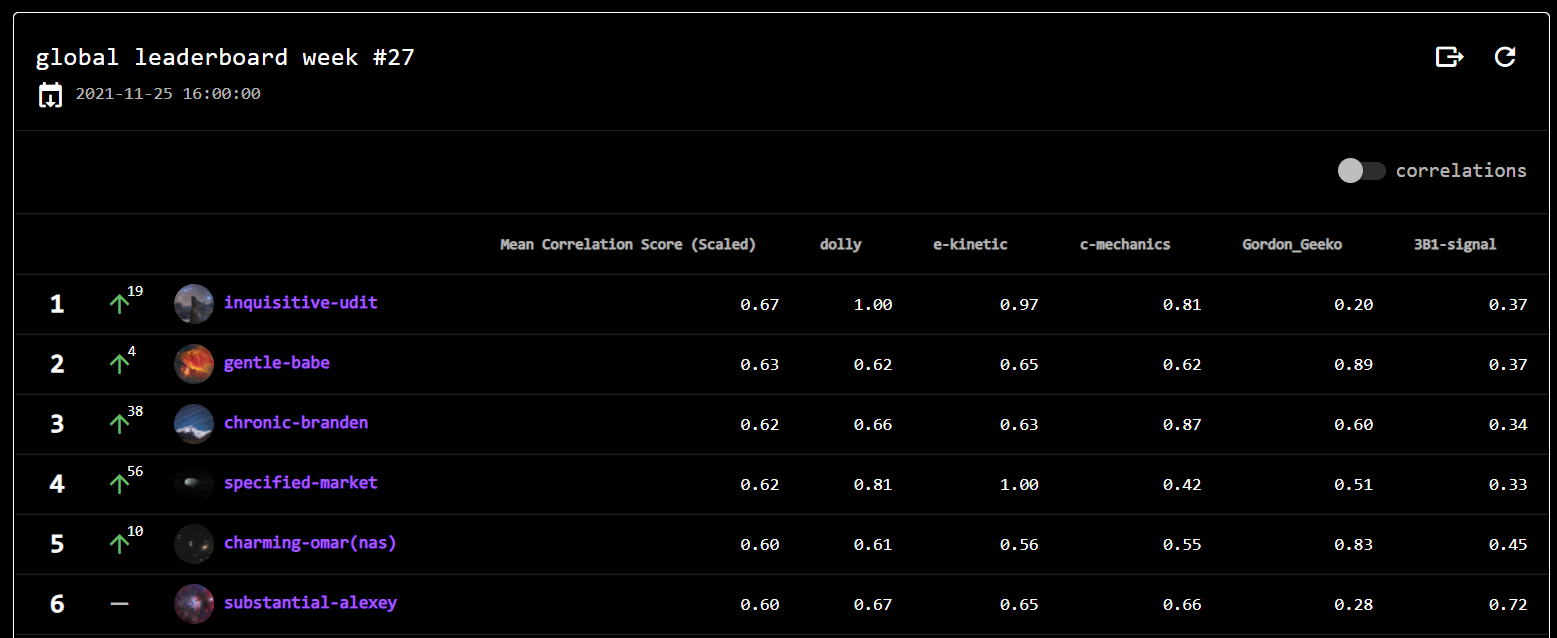 global leaderboard week #27
2021-11-25 16:00:00
correlations
Mean Correlation Score (Scaled) dolly e-kinetic c-mechanics Gordon_Geeko 3B1-signal
1 19 inquisitive-udit 0.67 1.00 0.97 0.81 0.20 0.37
2 4 gentle-babe 0.63 0.62 0.65 0.62 0.89 0.37
3 38 chronic-branden 0.62 0.66 0.63 0.87 0.60 0.34
4 56 specified-market 0.62 0.81 1.00 0.42 0.51 0.33
5 10 charming-omar(nas) 0.60 0.61 0.56 0.55 0.83 0.45
6 — substantial-alexey 0.60 0.67 0.65 0.66 0.28 0.72